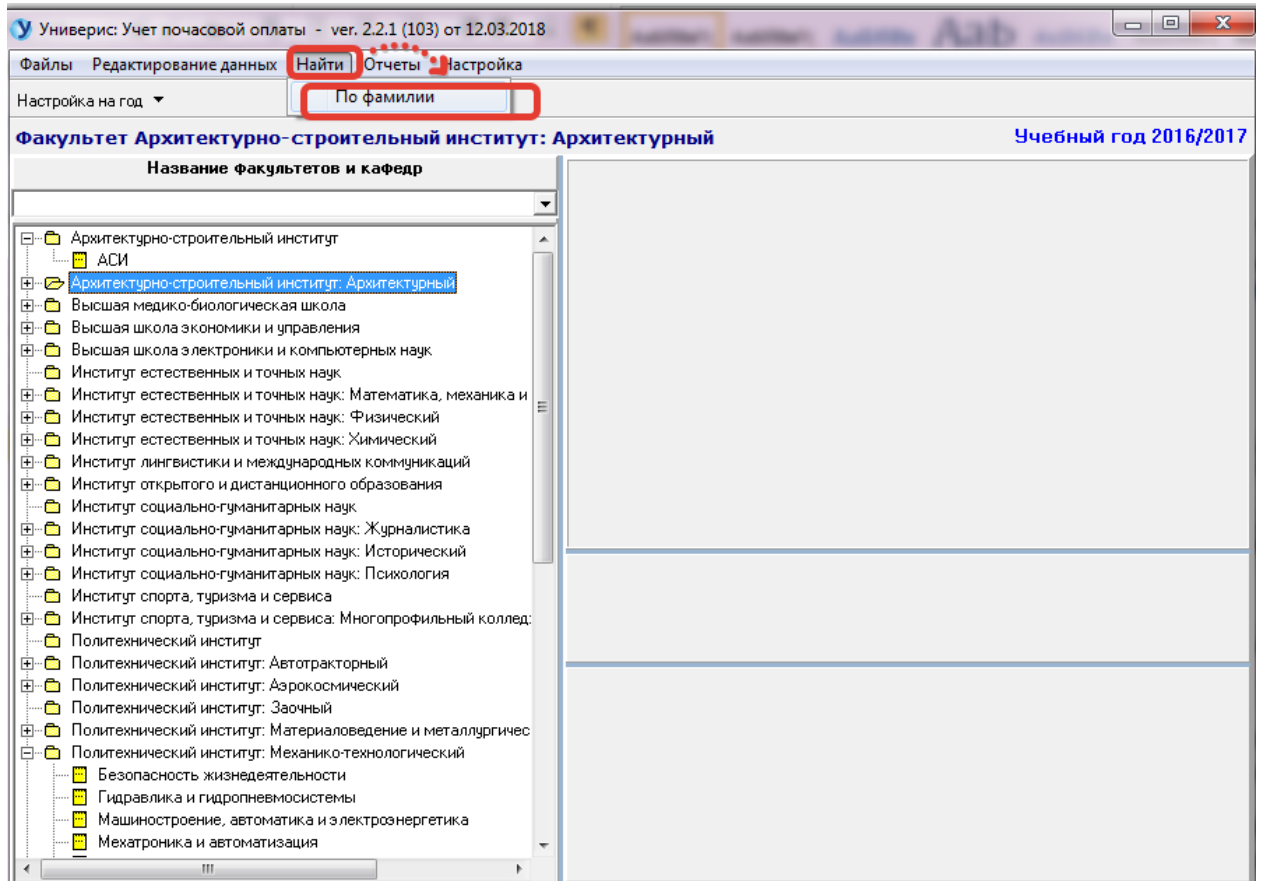 Универис: Учет почасовой оплаты - ver. 2.2.1 (103) от 12.03.2018
Файлы Редактирование данных Найти Отчеты Настройка
Настройка на год
По фамилии
Факультет Архитектурно-строительный институт: Архитектурный
Учебный год 2016/2017
Название факультетов и кафедр
Архитектурно-строительный институт
АСИ
Архитектурно-строительный институт: Архитектурный
Высшая медико-биологическая школа
Высшая школа экономики и управления
Высшая школа электроники и компьютерных наук
Институт естественных и точных наук
Институт естественных и точных наук: Математика, механика и
Институт естественных и точных наук: Физический
Институт естественных и точных наук: Химический
Институт лингвистики и международных коммуникаций
Институт открытого и дистанционного образования
Институт социально-гуманитарных наук
Институт социально-гуманитарных наук: Журналистика
Институт социально-гуманитарных наук: Исторический
Институт социально-гуманитарных наук: Психология
Институт спорта, туризма и сервиса
Институт спорта, туризма и сервиса: Многопрофильный коллед
Политехнический институт
Политехнический институт: Автотракторный
Политехнический институт: Аэрокосмический
Политехнический институт: Заочный
Политехнический институт: Материаловедение и металлургичес
Политехнический институт: Механико-технологический
Безопасность жизнедеятельности
Гидравлика и гидропневмосистемы
Машиностроение, автоматика и электроэнергетика
Мехатроника и автоматизация